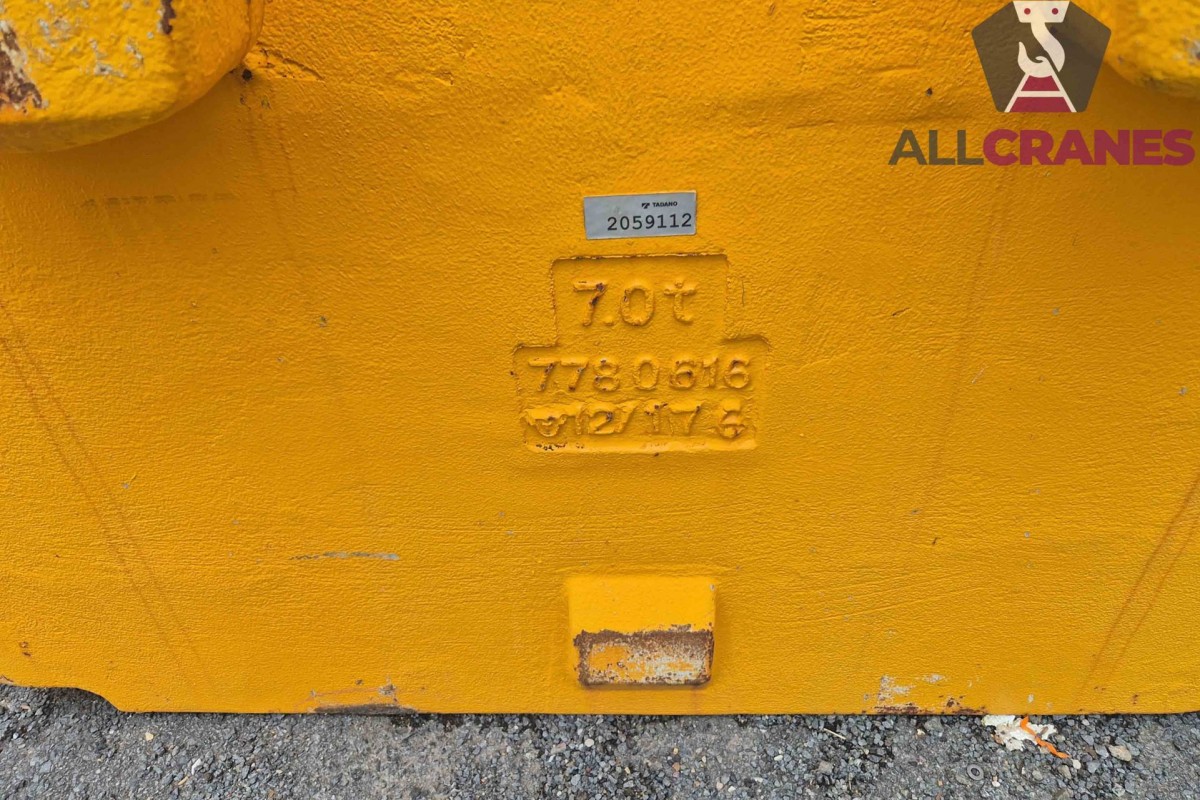 ALLCRANES
TADANO
2059112
7.0t
7780616
12/17